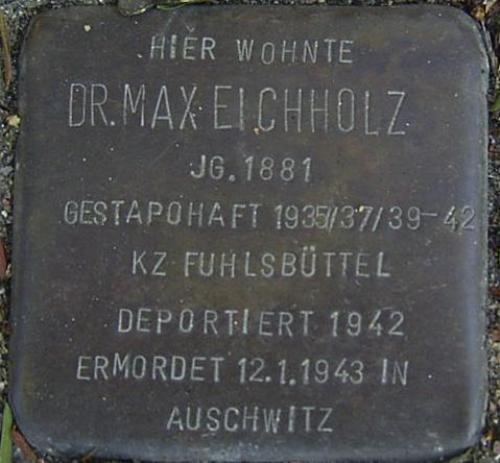 HIER WOHNTE
DR. MAX EICHHOLZ
JG. 1881
GESTAPOHAFT 1935/37/39-42
KZ FUHLSBÜTTEL
DEPORTIERT 1942
ERMORDET 12.1.1943 IN
AUSCHWITZ